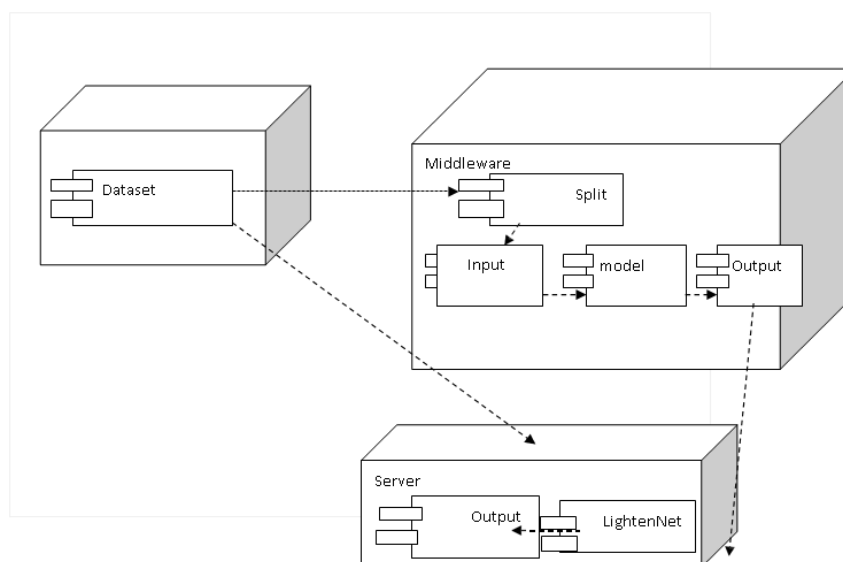 Dataset
Middleware
Split
Input
model
Output
Server
Output
LightenNet